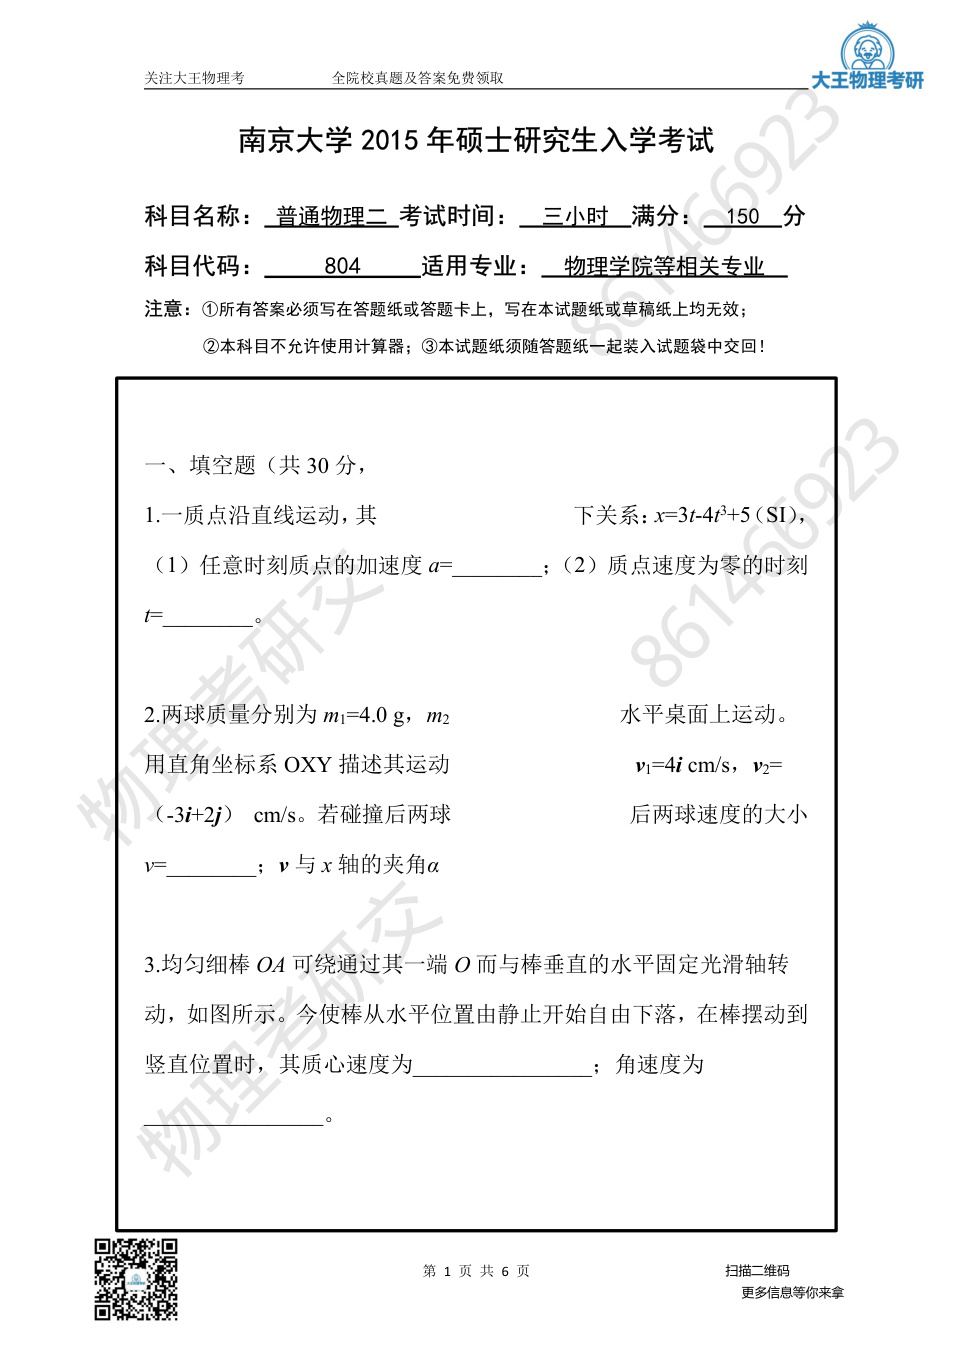 关注大王物理考 全院校真题及答案免费领取
大王物理考研
南京大学 2015 年硕士研究生入学考试
科目名称： 普通物理二 考试时间： 三小时 满分： 150 分
科目代码： 804 适用专业： 物理学院等相关专业
注意：①所有答案必须写在答题纸或答题卡上，写在本试题纸或草稿纸上均无效；
②本科目不允许使用计算器；③本试题纸须随答题纸一起装入试题袋中交回！
一、填空题（共 30 分，
1.一质点沿直线运动，其 下关系：x=3t-4t³+5（SI），
（1）任意时刻质点的加速度 a=________；（2）质点速度为零的时刻
t=________。
2.两球质量分别为 m₁=4.0 g，m₂ 水平桌面上运动。
用直角坐标系 OXY 描述其运动 v₁=4i cm/s，v₂=
（-3i+2j） cm/s。若碰撞后两球 后两球速度的大小
v=________；v 与 x 轴的夹角α
3.均匀细棒 OA 可绕通过其一端 O 而与棒垂直的水平固定光滑轴转
动，如图所示。今使棒从水平位置由静止开始自由下落，在棒摆动到
竖直位置时，其质心速度为________________；角速度为
________________。
物理考研交 861466923
物理考研交 861466923
大王物理考研
第 1 页 共 6 页
扫描二维码
更多信息等你来拿